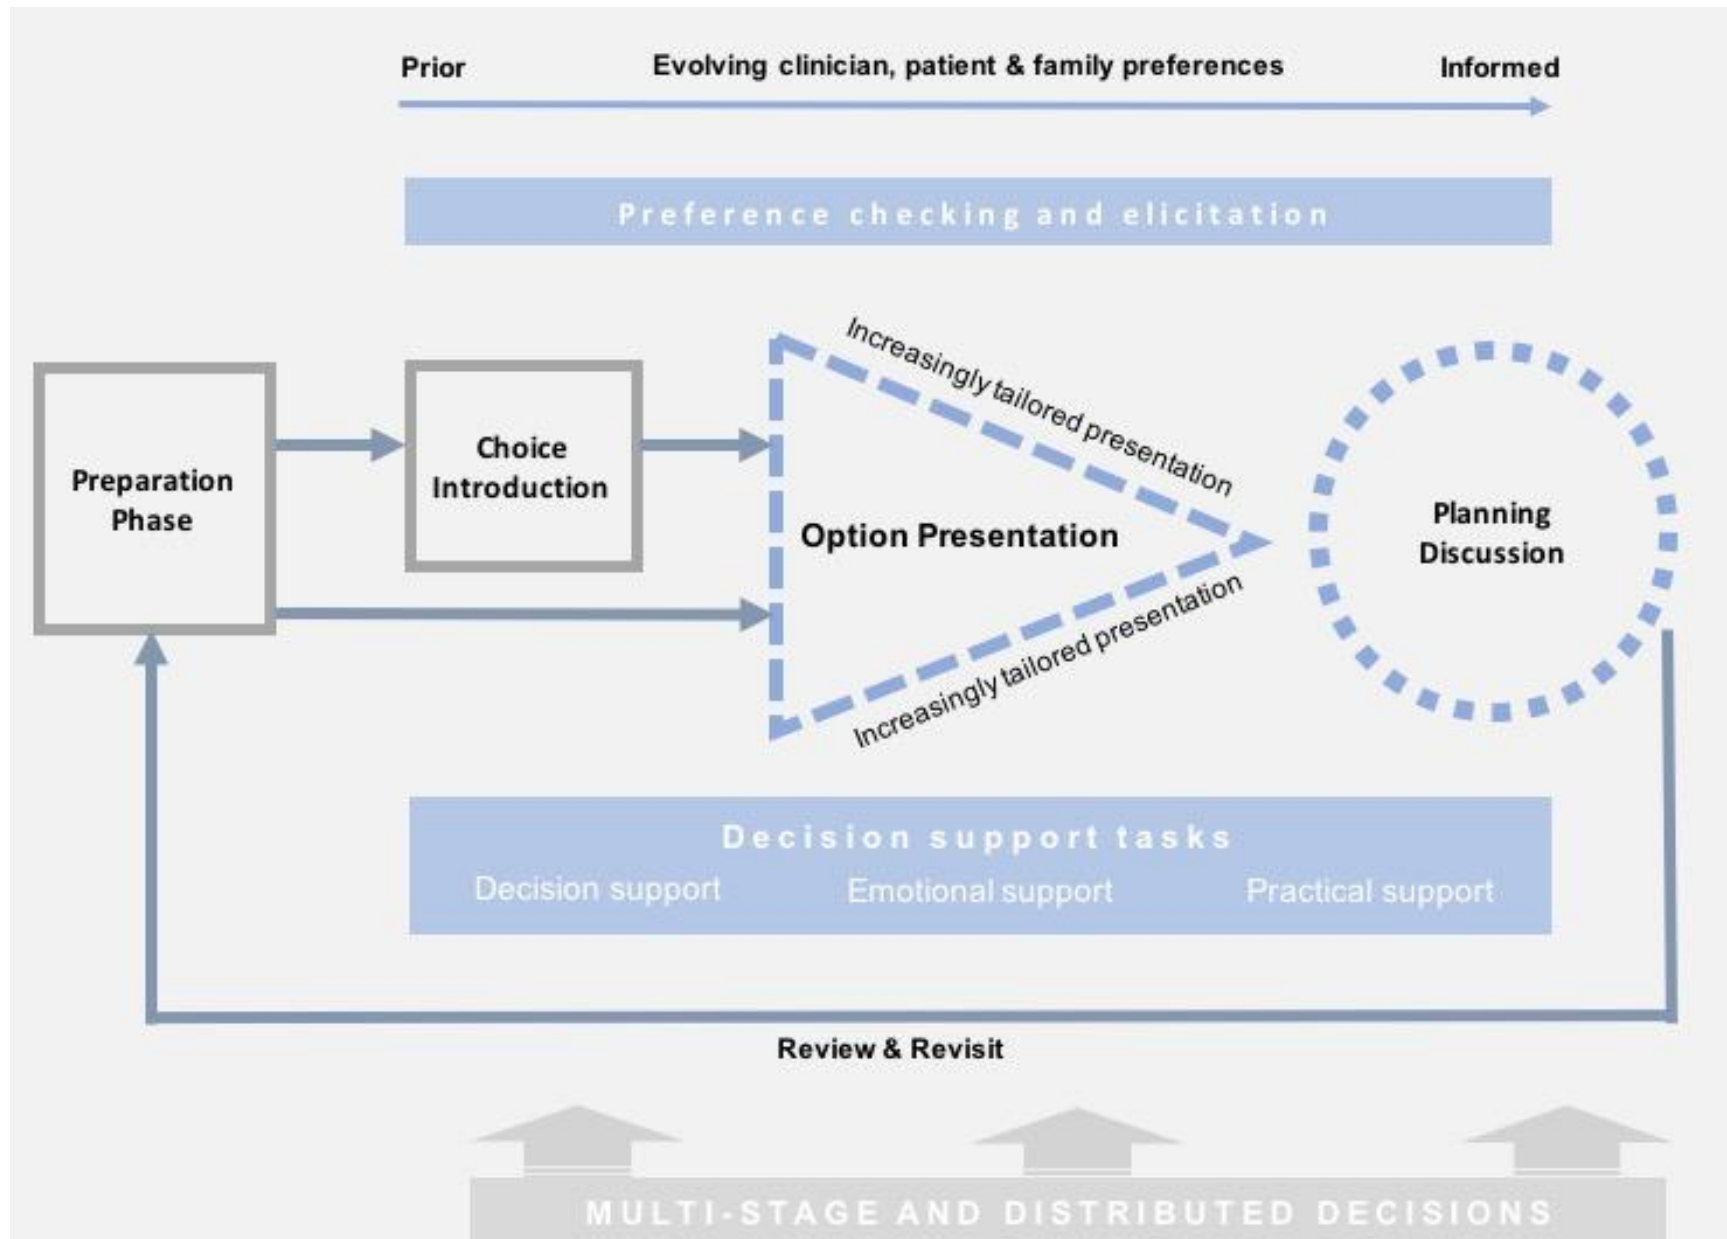 Prior
Evolving clinician, patient & family preferences
Informed
Preference checking and elicitation
Increasingly tailored presentation
Preparation
Phase
Choice
Introduction
Option Presentation
Planning
Discussion
Increasingly tailored presentation
Decision support tasks
Decision support
Emotional support
Practical support
Review & Revisit
MULTI-STAGE AND DISTRIBUTED DECISIONS